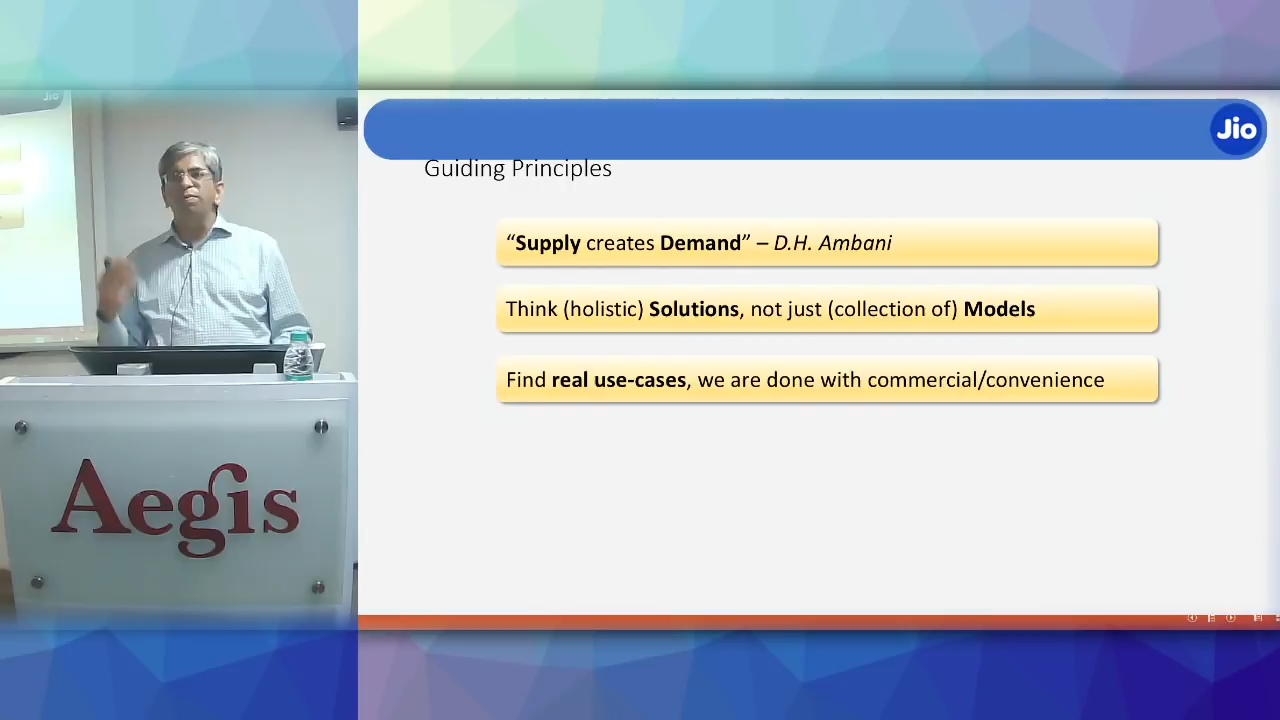 Jio
Jio
Guiding Principles
“Supply creates Demand” – D.H. Ambani
Think (holistic) Solutions, not just (collection of) Models
Find real use-cases, we are done with commercial/convenience
Aegis